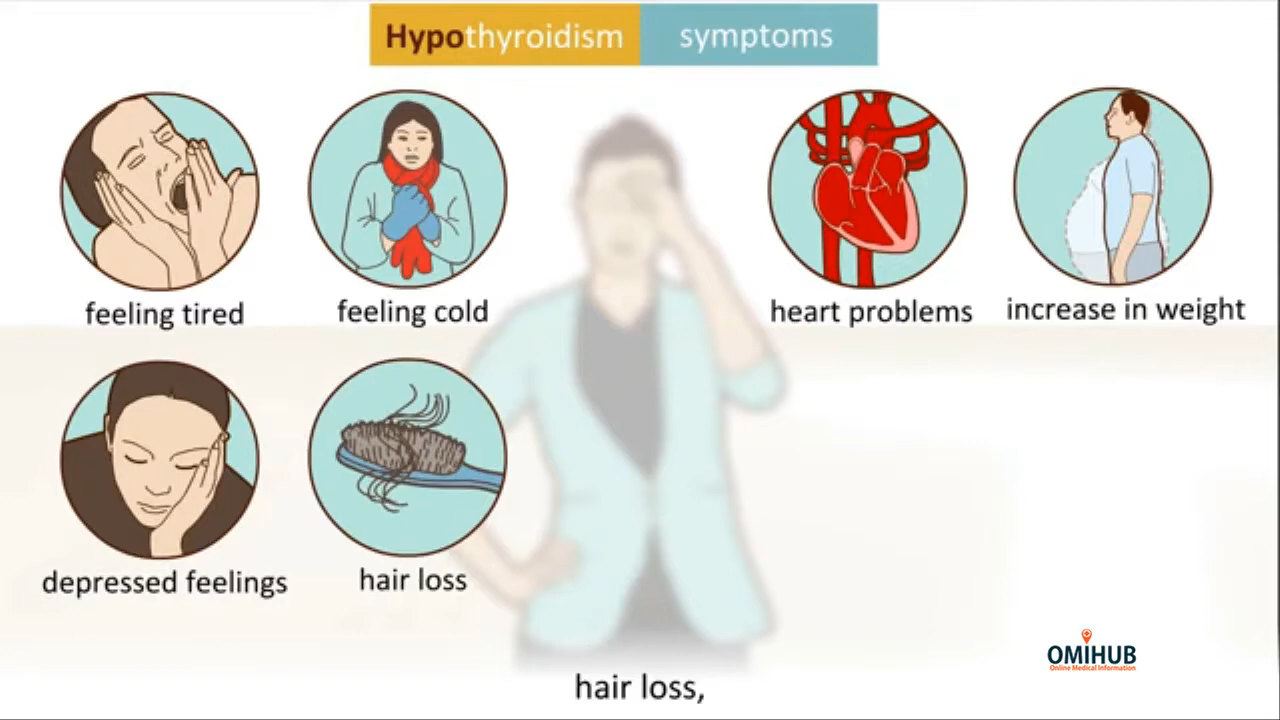 Hypothyroidism symptoms
feeling tired
feeling cold
heart problems
increase in weight
depressed feelings
hair loss
OMIHUB
Online Medical Information
hair loss,